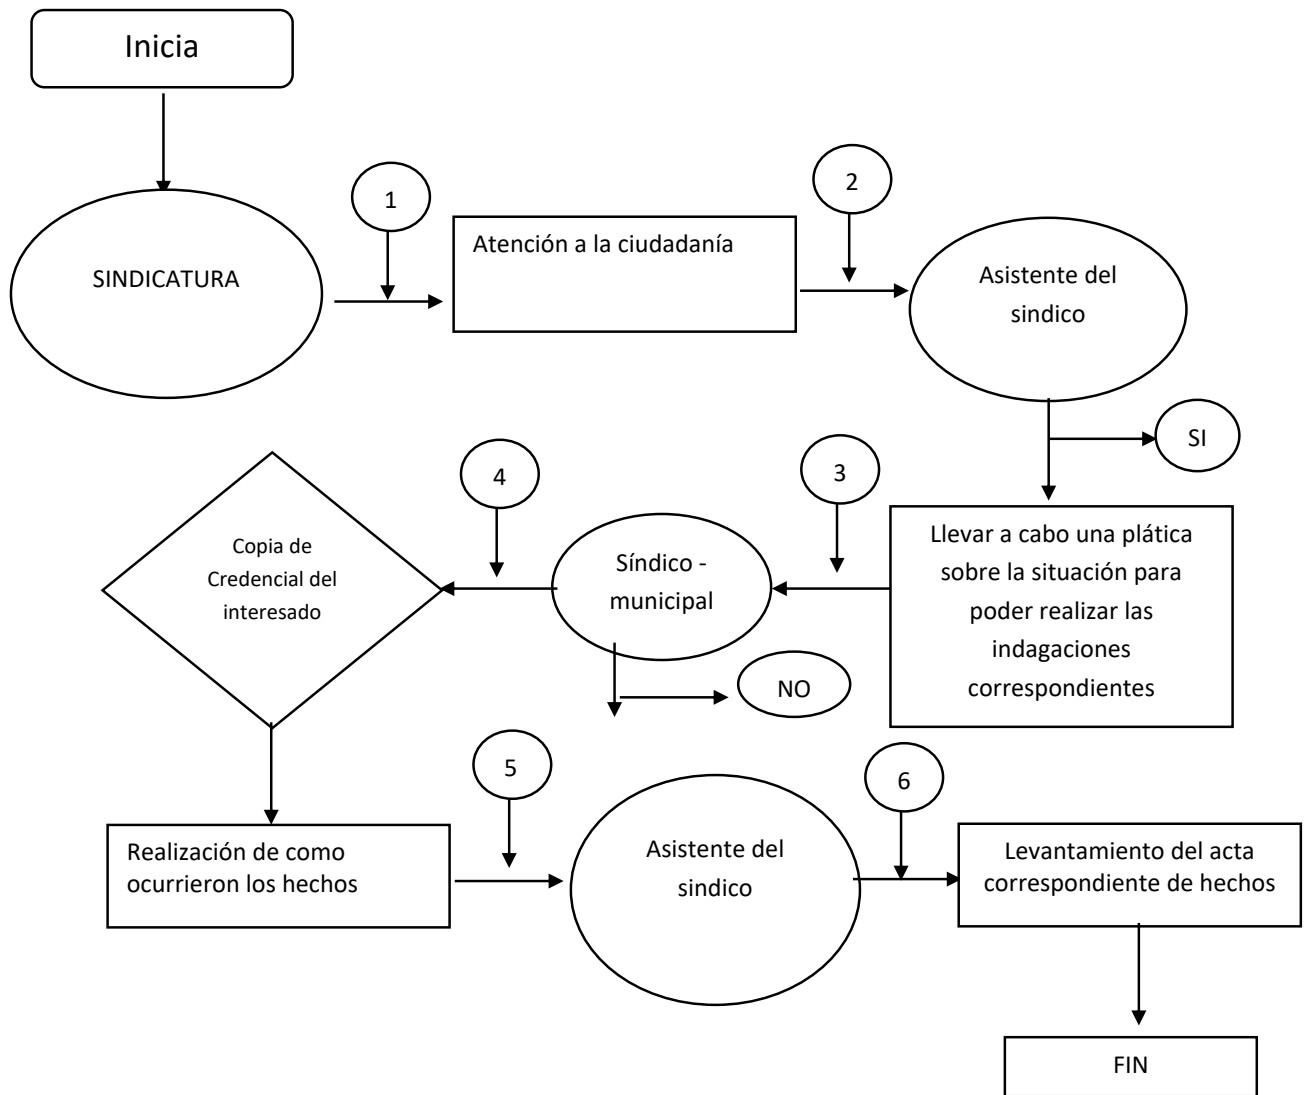 Inicia
1
2
SINDICATURA
Atención a la ciudadanía
Asistente del
sindico
SI
3
4
Llevar a cabo una plática
sobre la situación para
poder realizar las
indagaciones
correspondientes
Síndico -
municipal
NO
Copia de
Credencial del
interesado
5
6
Realización de como
ocurrieron los hechos
Asistente del
sindico
Levantamiento del acta
correspondiente de hechos
FIN